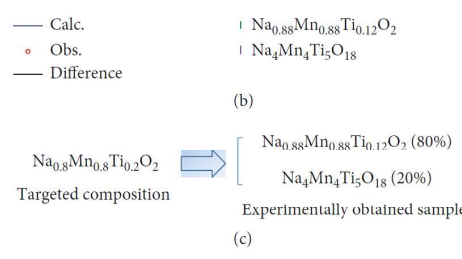 Calc.
Obs.
Difference
Na0.88Mn0.88Ti0.12O2
Na4Mn4Ti5O18
(b)
Na0.8Mn0.8Ti0.2O2
Targeted composition
Na0.88Mn0.88Ti0.12O2 (80%)
Na4Mn4Ti5O18 (20%)
Experimentally obtained sample
(c)